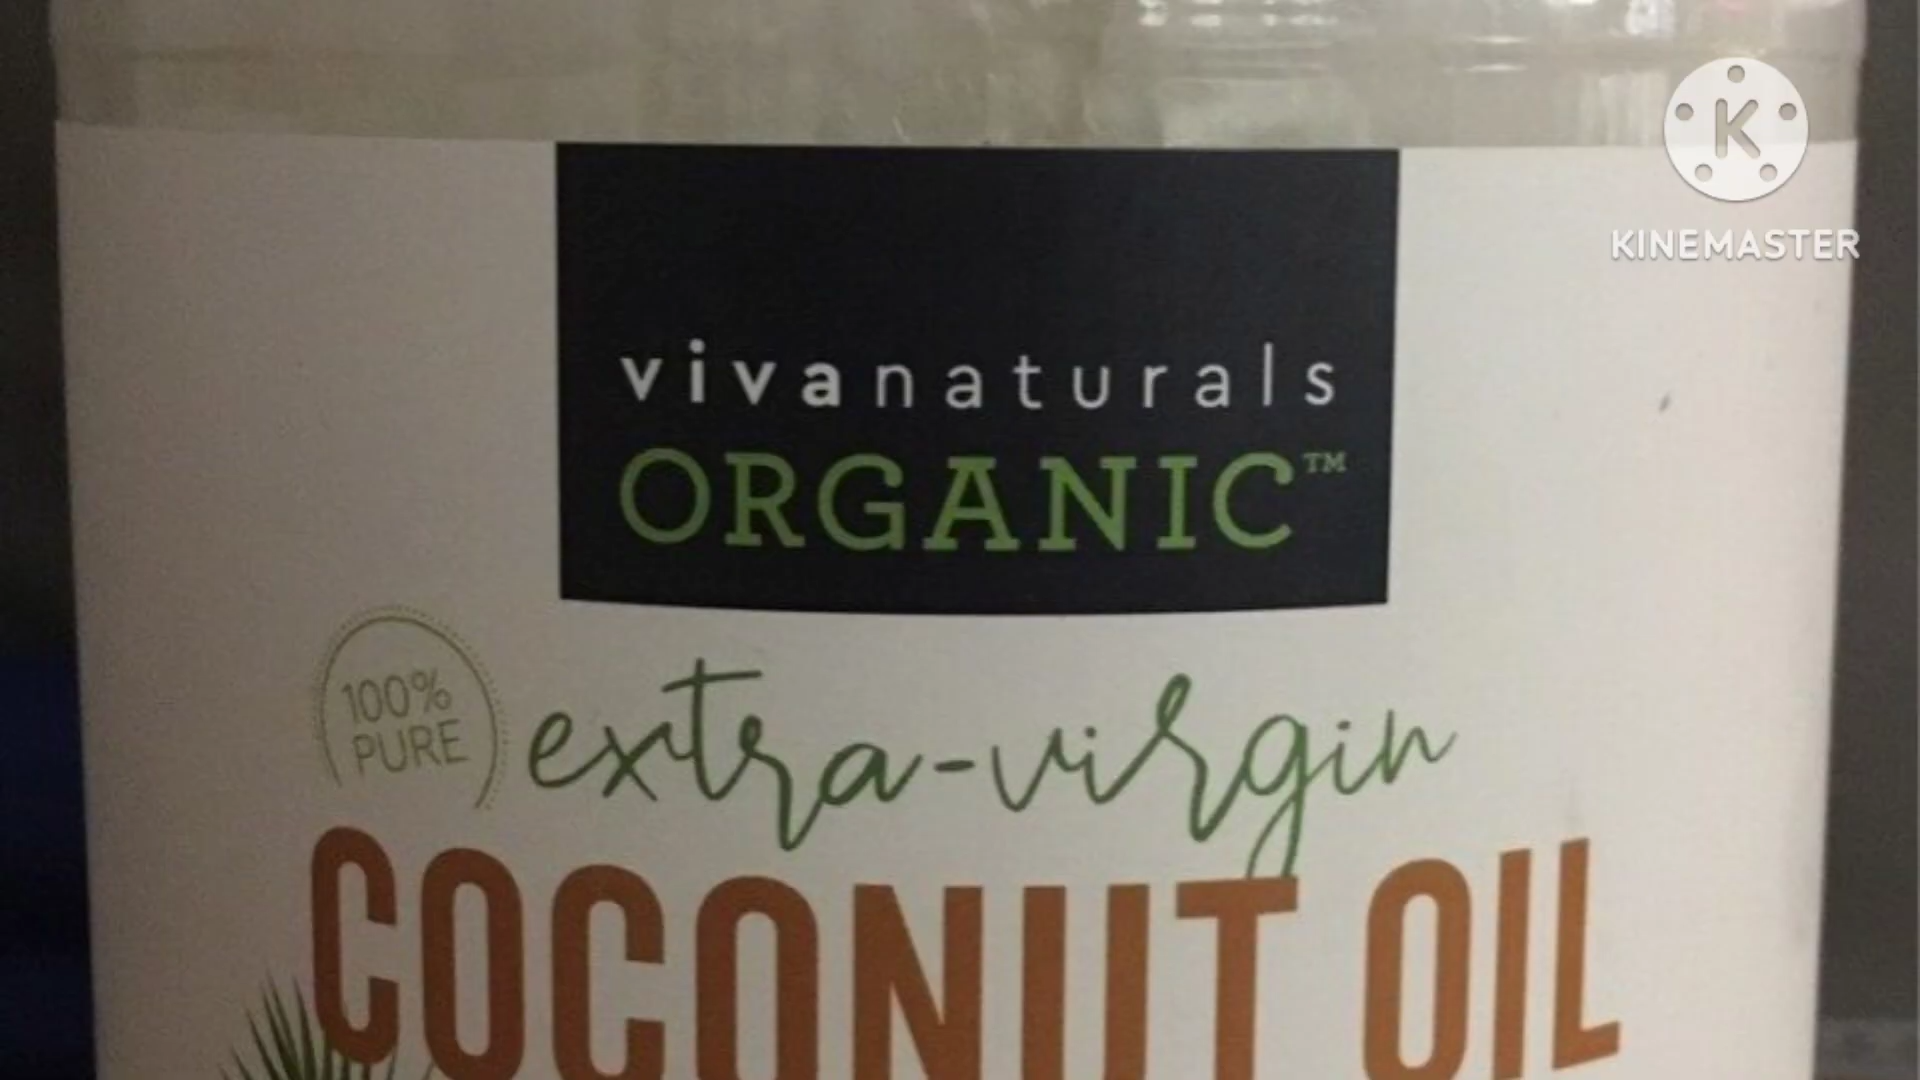 KINEMASTER
vivanaturals
ORGANIC™
100%
PURE
extra-virgin
COCONUT OIL